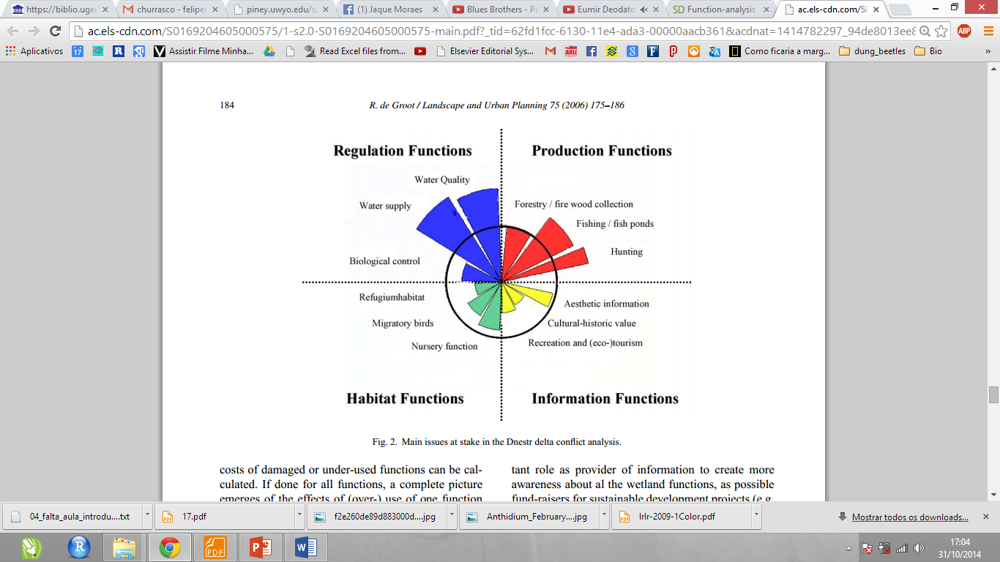 https://biblio.uge
churrasco - felipe
piney.uwyo.edu/s
(1) Jaque Moraes
Blues Brothers - P
Eumir Deodato
SD Function-analysis
ac.els-cdn.com/S0
ac.els-cdn.com/S0169204605000575/1-s2.0-S0169204605000575-main.pdf?_tid=62fd1fcc-6130-11e4-ada3-00000aacb361&acdnat=1414782297_94de8013ee8
ABP
Aplicativos
17
Assistir Filme Minha...
Read Excel files from...
Elsevier Editorial Sys...
Como ficaria a marg...
dung_beetles
Bio
»
184
R. de Groot / Landscape and Urban Planning 75 (2006) 175–186
Regulation Functions
Production Functions
Water Quality
Water supply
Forestry / fire wood collection
Fishing / fish ponds
Hunting
Biological control
Refugiumhabitat
Aesthetic information
Migratory birds
Cultural-historic value
Nursery function
Recreation and (eco-)tourism
Habitat Functions
Information Functions
Fig. 2. Main issues at stake in the Dnestr delta conflict analysis.
costs of damaged or under-used functions can be cal-
culated. If done for all functions, a complete picture
emerges of the effects of (over-) use of one function
tant role as provider of information to create more
awareness about al the wetland functions, as possible
fund-raisers for sustainable development projects (e.g.
04_falta_aula_introdu....txt
17.pdf
f2e260de89d883000d....jpg
Anthidium_February....jpg
lrlr-2009-1Color.pdf
Mostrar todos os downloads...
R
PDF
P
W
17:04
31/10/2014